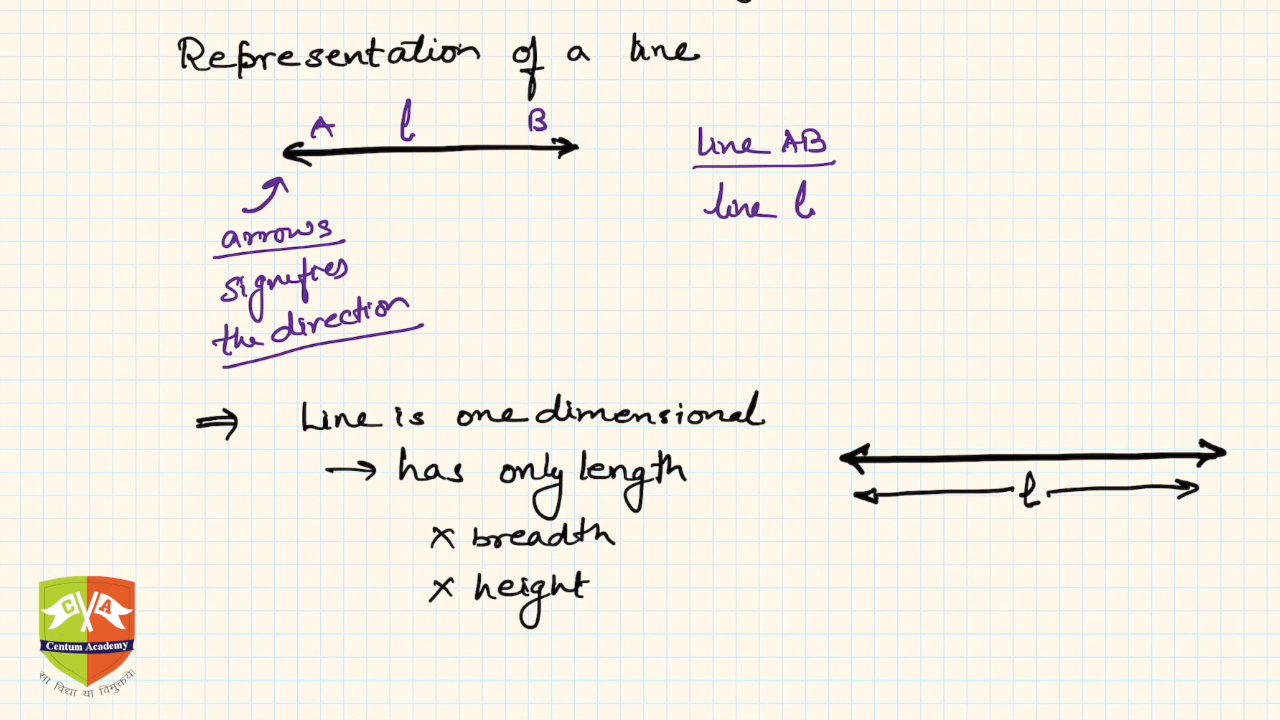 Representation of a line
A l B
line AB
line l
arrows
signifies
the direction
⇒ Line is one dimensional
→ has only length
x breadth
x height
l
C A
Centum Academy
सा विद्या या विमुक्तये।